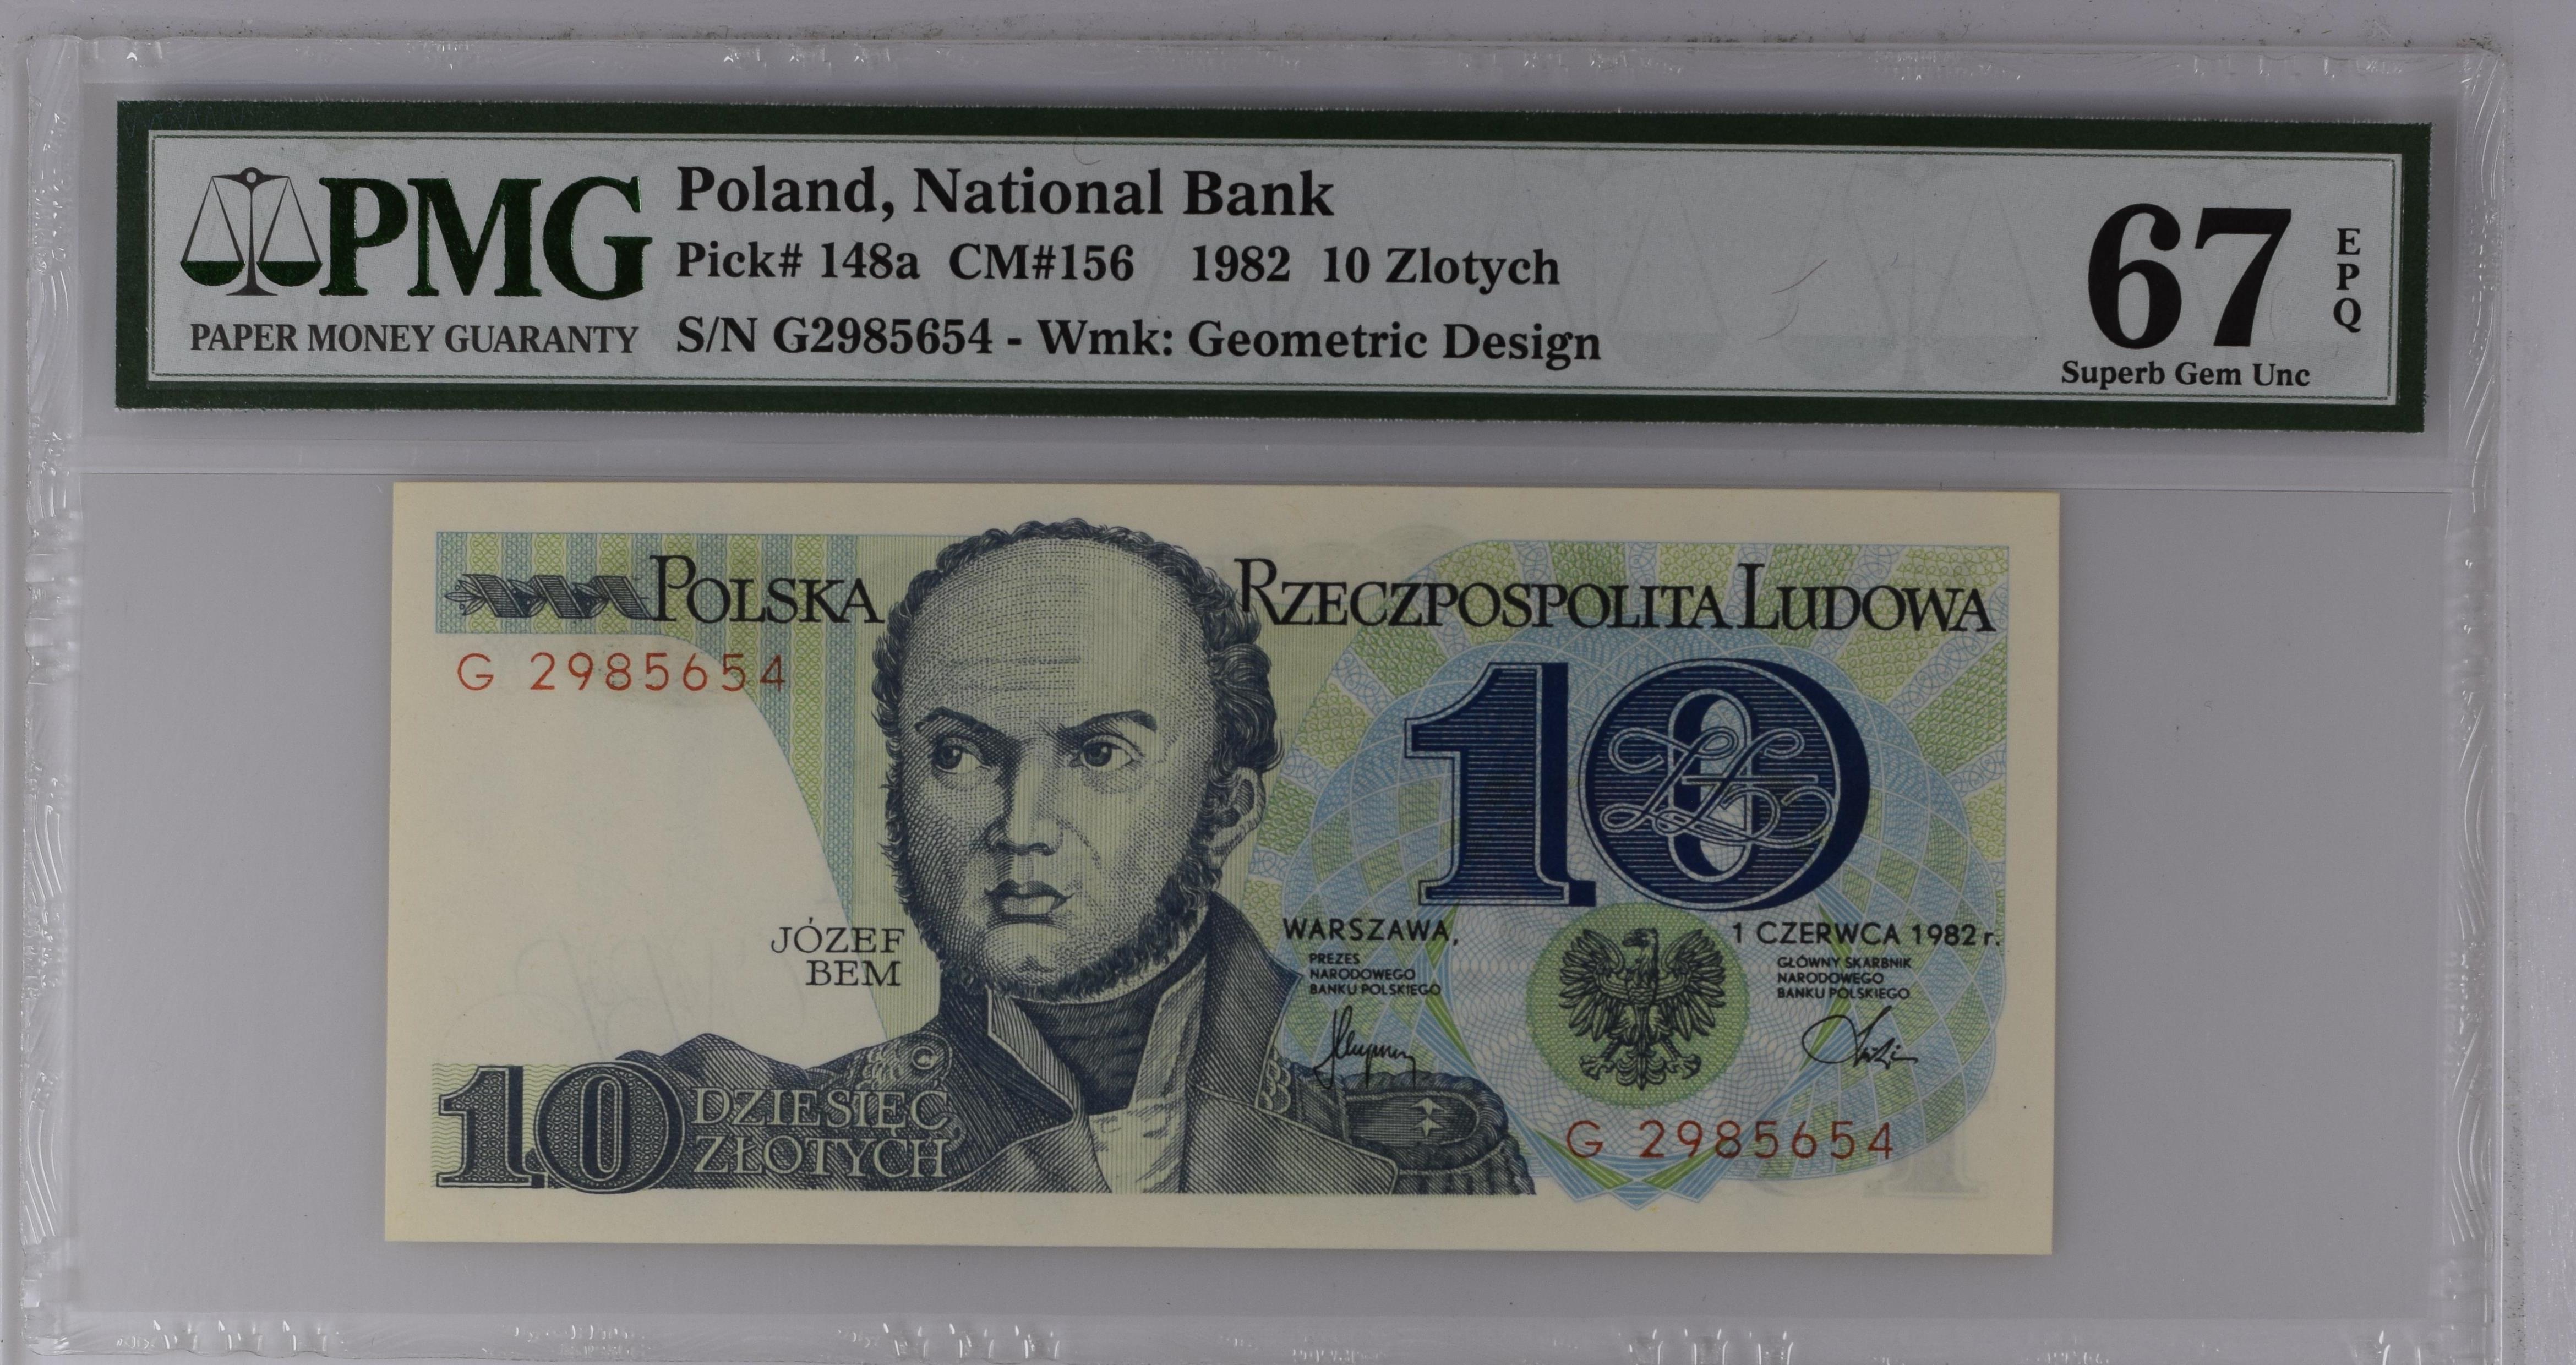 PMG
PAPER MONEY GUARANTY
Poland, National Bank
Pick# 148a CM#156 1982 10 Zlotych
S/N G2985654 - Wmk: Geometric Design
67
EPQ
Superb Gem Unc
POLSKA RZECZPOSPOLITA LUDOWA
G 2985654
10
JÓZEF
BEM
WARSZAWA, 1 CZERWCA 1982 r.
PREZES
NARODOWEGO
BANKU POLSKIEGO
GŁÓWNY SKARBNIK
NARODOWEGO
BANKU POLSKIEGO
10 DZIESIĘĆ
ZŁOTYCH
G 2985654